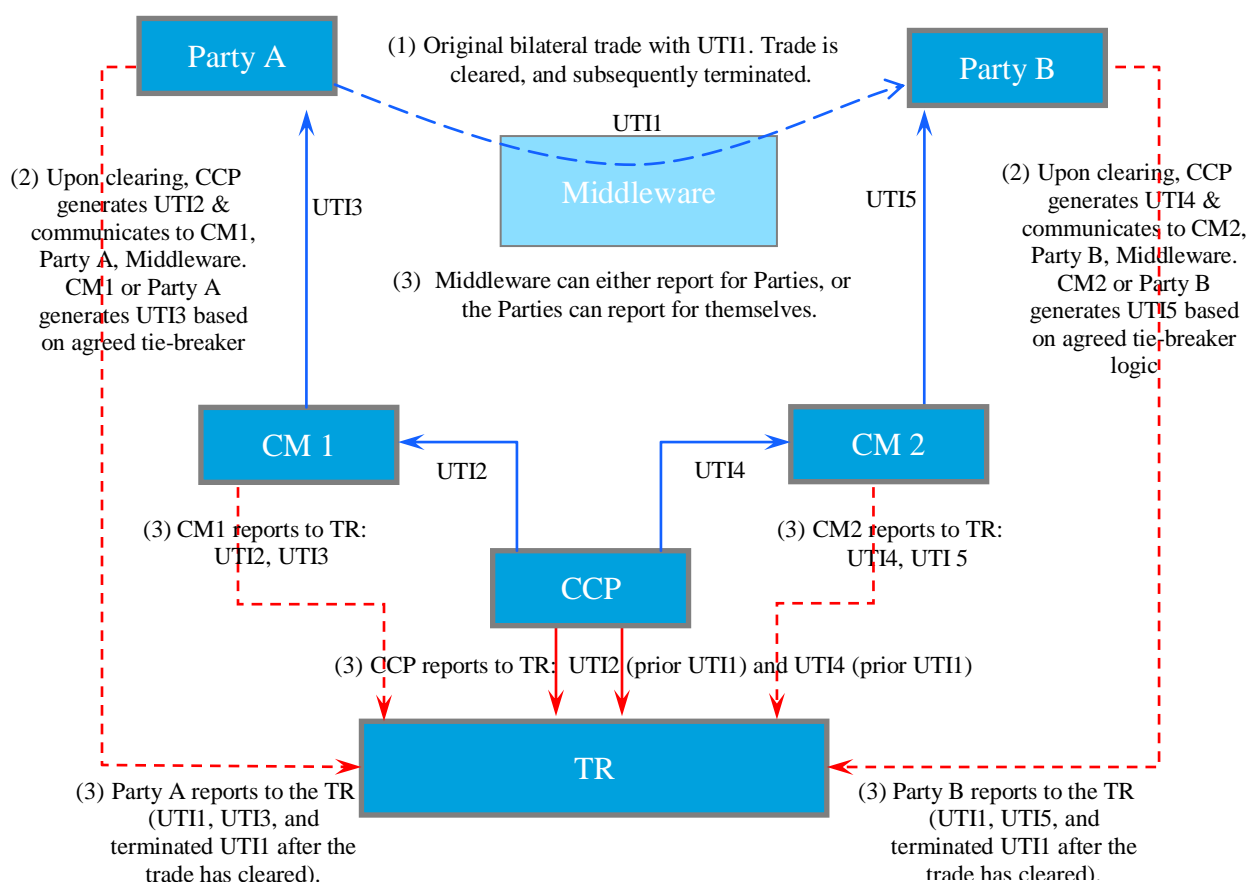 Party A
(1) Original bilateral trade with UTI1. Trade is
cleared, and subsequently terminated.
Party B
UTI1
Middleware
(2) Upon clearing, CCP
generates UTI2 &
communicates to CM1,
Party A, Middleware.
CM1 or Party A
generates UTI3 based
on agreed tie-breaker
UTI3
UTI5
(2) Upon clearing, CCP
generates UTI4 &
communicates to CM2,
Party B, Middleware.
CM2 or Party B
generates UTI5 based
on agreed tie-breaker
logic
(3) Middleware can either report for Parties, or
the Parties can report for themselves.
CM 1
CM 2
UTI2
UTI4
(3) CM1 reports to TR:
UTI2, UTI3
(3) CM2 reports to TR:
UTI4, UTI 5
CCP
(3) CCP reports to TR: UTI2 (prior UTI1) and UTI4 (prior UTI1)
TR
(3) Party A reports to the TR
(UTI1, UTI3, and
terminated UTI1 after the
trade has cleared).
(3) Party B reports to the TR
(UTI1, UTI5, and
terminated UTI1 after the
trade has cleared).